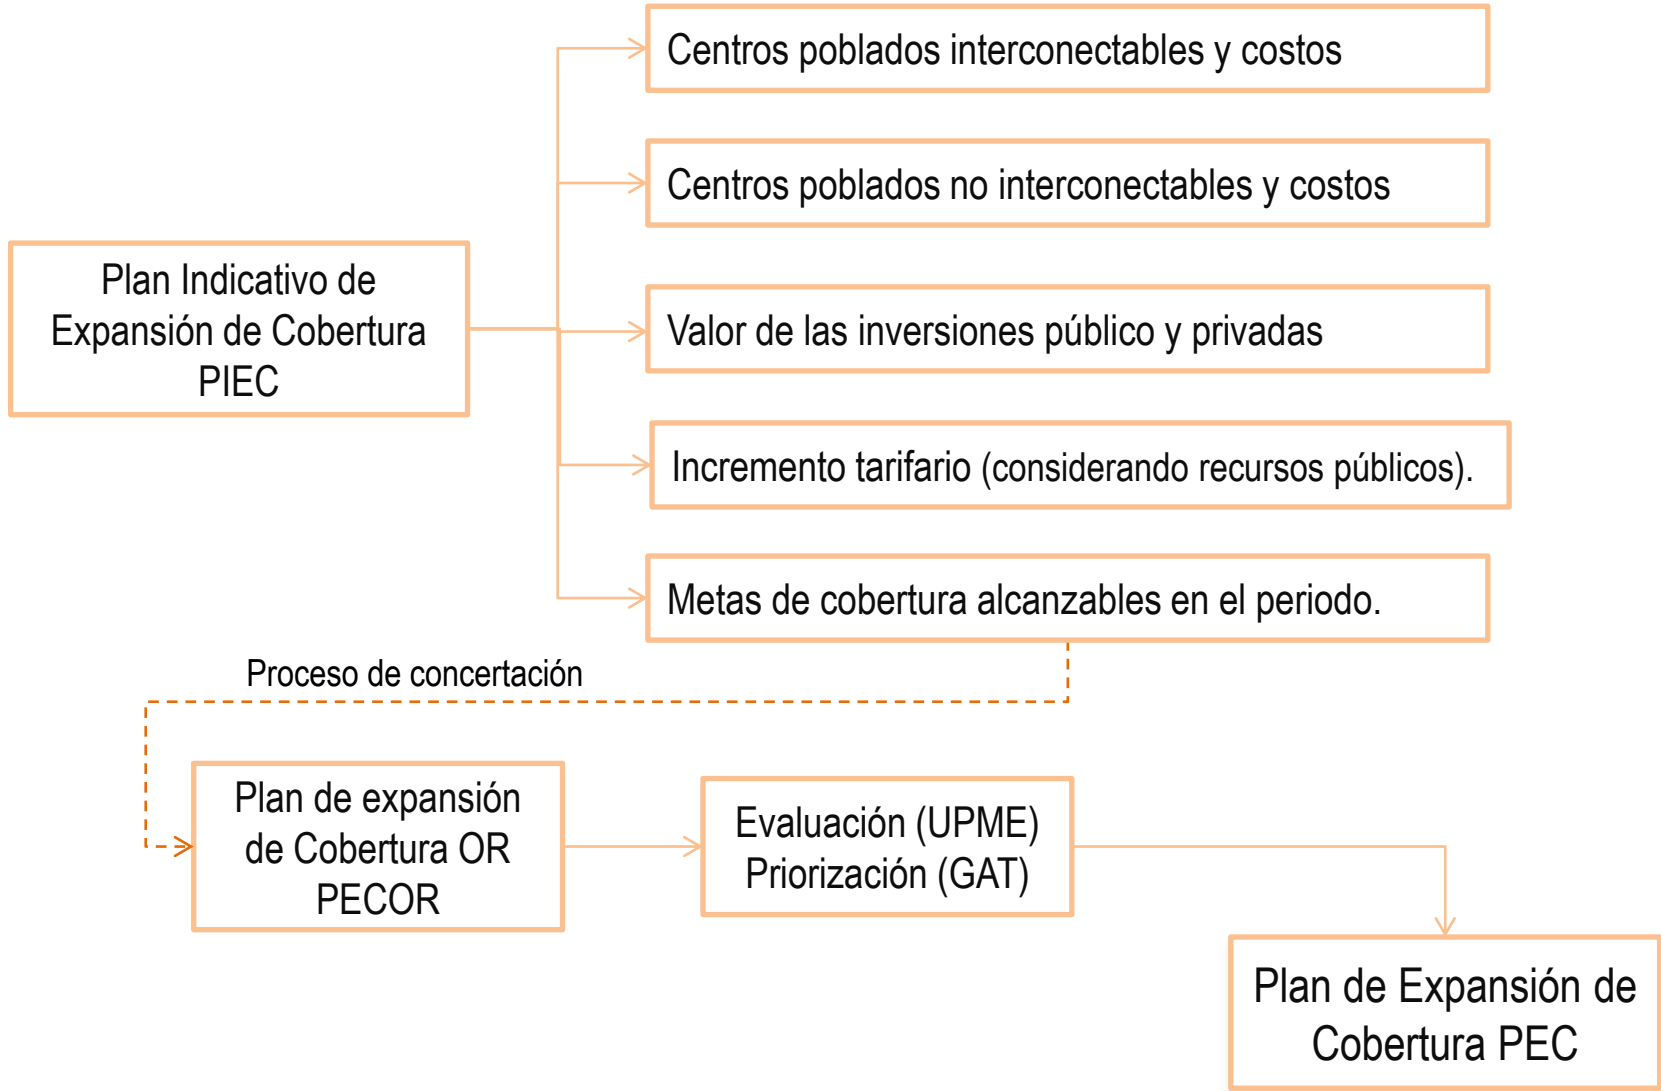 Centros poblados interconectables y costos
Centros poblados no interconectables y costos
Plan Indicativo de
Expansión de Cobertura
PIEC
Valor de las inversiones público y privadas
Incremento tarifario (considerando recursos públicos).
Metas de cobertura alcanzables en el periodo.
Proceso de concertación
Plan de expansión
de Cobertura OR
PECOR
Evaluación (UPME)
Priorización (GAT)
Plan de Expansión de
Cobertura PEC